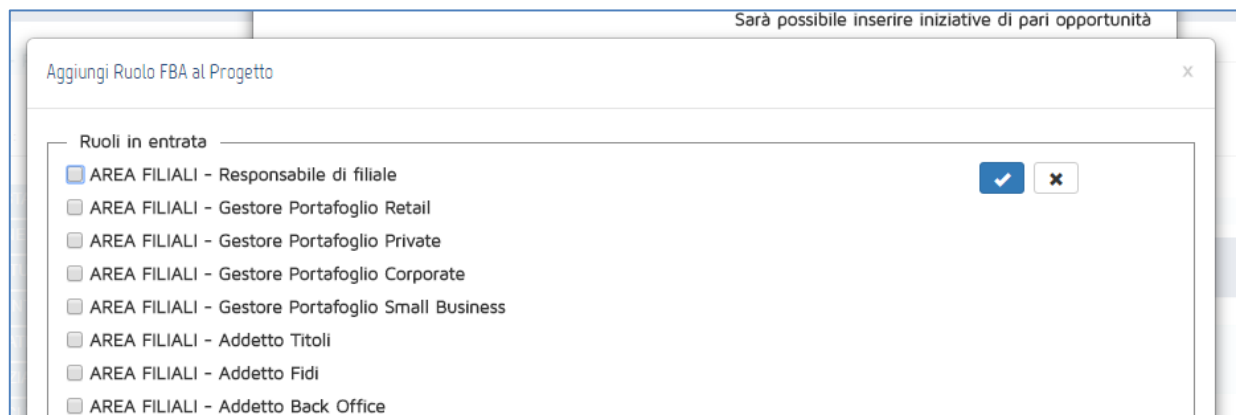 Sarà possibile inserire iniziative di pari opportunità
Aggiungi Ruolo FBA al Progetto
x
Ruoli in entrata
AREA FILIALI - Responsabile di filiale
AREA FILIALI - Gestore Portafoglio Retail
AREA FILIALI - Gestore Portafoglio Private
AREA FILIALI - Gestore Portafoglio Corporate
AREA FILIALI - Gestore Portafoglio Small Business
AREA FILIALI - Addetto Titoli
AREA FILIALI - Addetto Fidi
AREA FILIALI - Addetto Back Office